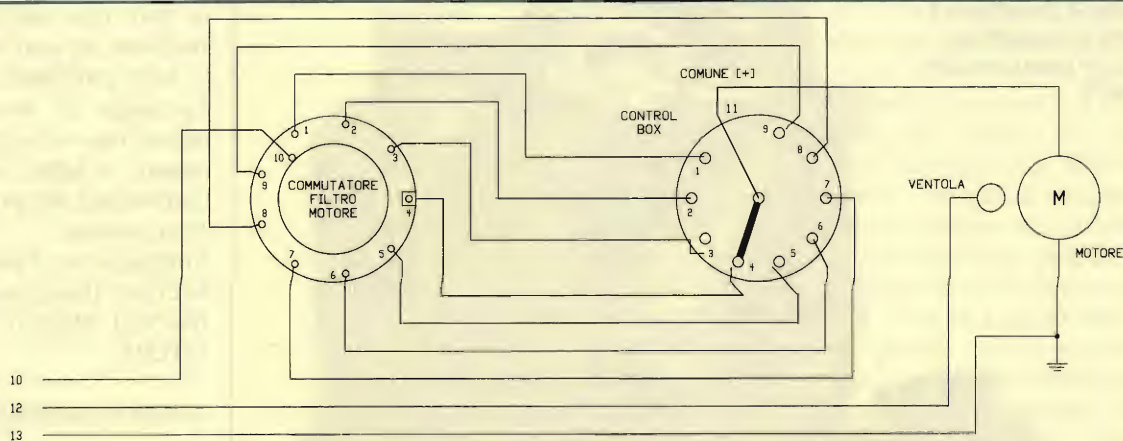 COMUNE [+]
11
CONTROL
BOX
1
2
3
4
5
6
7
8
9
VENTOLA
M
MOTORE
1
2
3
4
5
6
7
8
9
10
COMMUTATORE
FILTRO
MOTORE
10
12
13